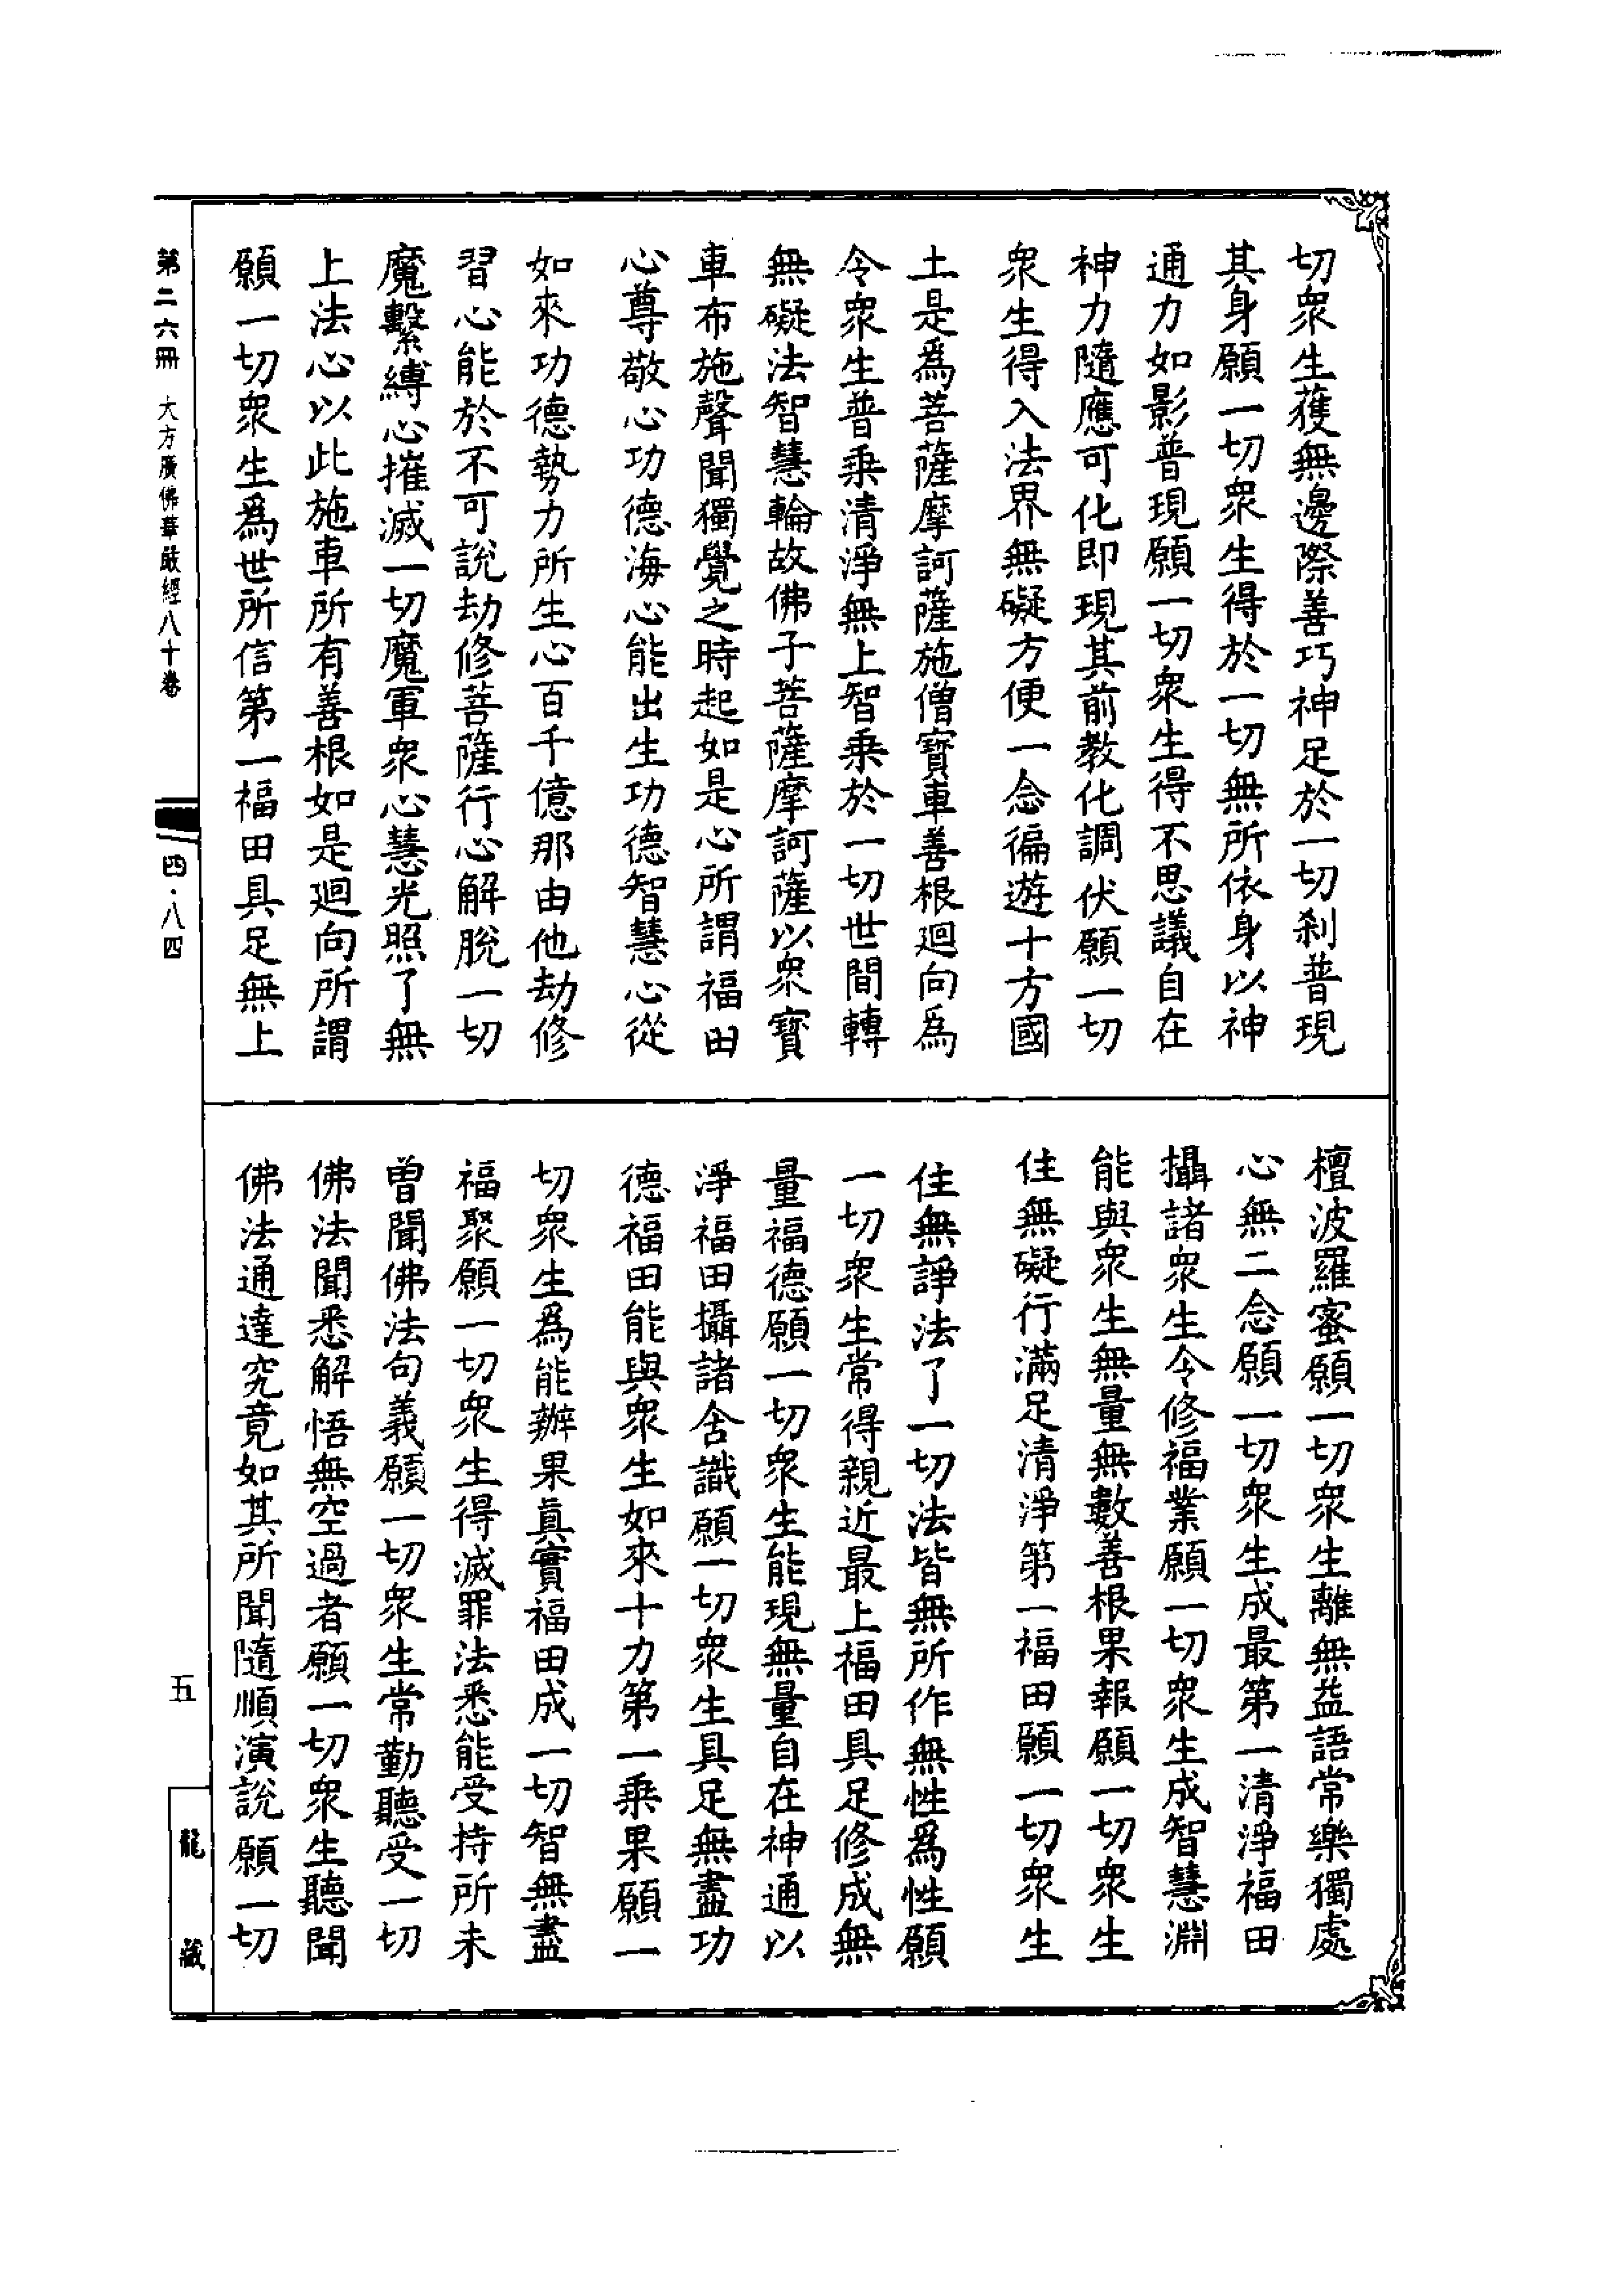 切衆生蒦無邊際善巧神足於一切刹普現
其身願一切衆生得於一切無所依身以神
通力如影普現願一切衆生得不思議自在
神力隨應可化即現其前教化調伏願一切
衆生得入法界無礙方便一念徧遊十方國
土是爲菩薩摩訶薩施僧寳車善根廻向爲
令衆生普乗清淨無上智乗於一切世間轉
無礙法智慧輪故佛子菩薩摩訶薩以衆寳
車布施聲聞獨覺之時起如是心所謂福田
心尊敬心功德海心能出生功德智慧心從
如來功德勢力所生心百千億那由他劫修
習心能於不可說劫修菩薩行心解脫一切
魔繫縛心摧滅一切魔軍衆心慧光照了無
上法心以此施車所有善根如是廻向所謂
願一切衆生爲世所信第一福田具足無上
檀波羅蜜願一切衆生離無益語常樂獨處
心無二念願一切衆生成最第一清淨福田
攝諸衆生令修福業願一切衆生成智慧淵
能與衆生無量無數善根果報願一切衆生
住無礙行滿足清淨第一福田願一切衆生
住無諍法了一切法皆無所作無性爲性願
一切衆生常得親近最上福田具足修成無
量福德願一切衆生能現無量自在神通以
淨福田攝諸含識願一切衆生具足無盡功
德福田能與衆生如來十力第一乗果願一
切衆生爲能辦果眞實福田成一切智無盡
福聚願一切衆生得滅罪法悉能受持所未
曽聞佛法句義願一切衆生常勤聽受一切
佛法聞悉解悟無空過者願一切衆生聽聞
佛法通達究竟如其所聞隨順演說願一切
第二六冊 大方廣佛華嚴經八十卷
四·八四
五
龍藏